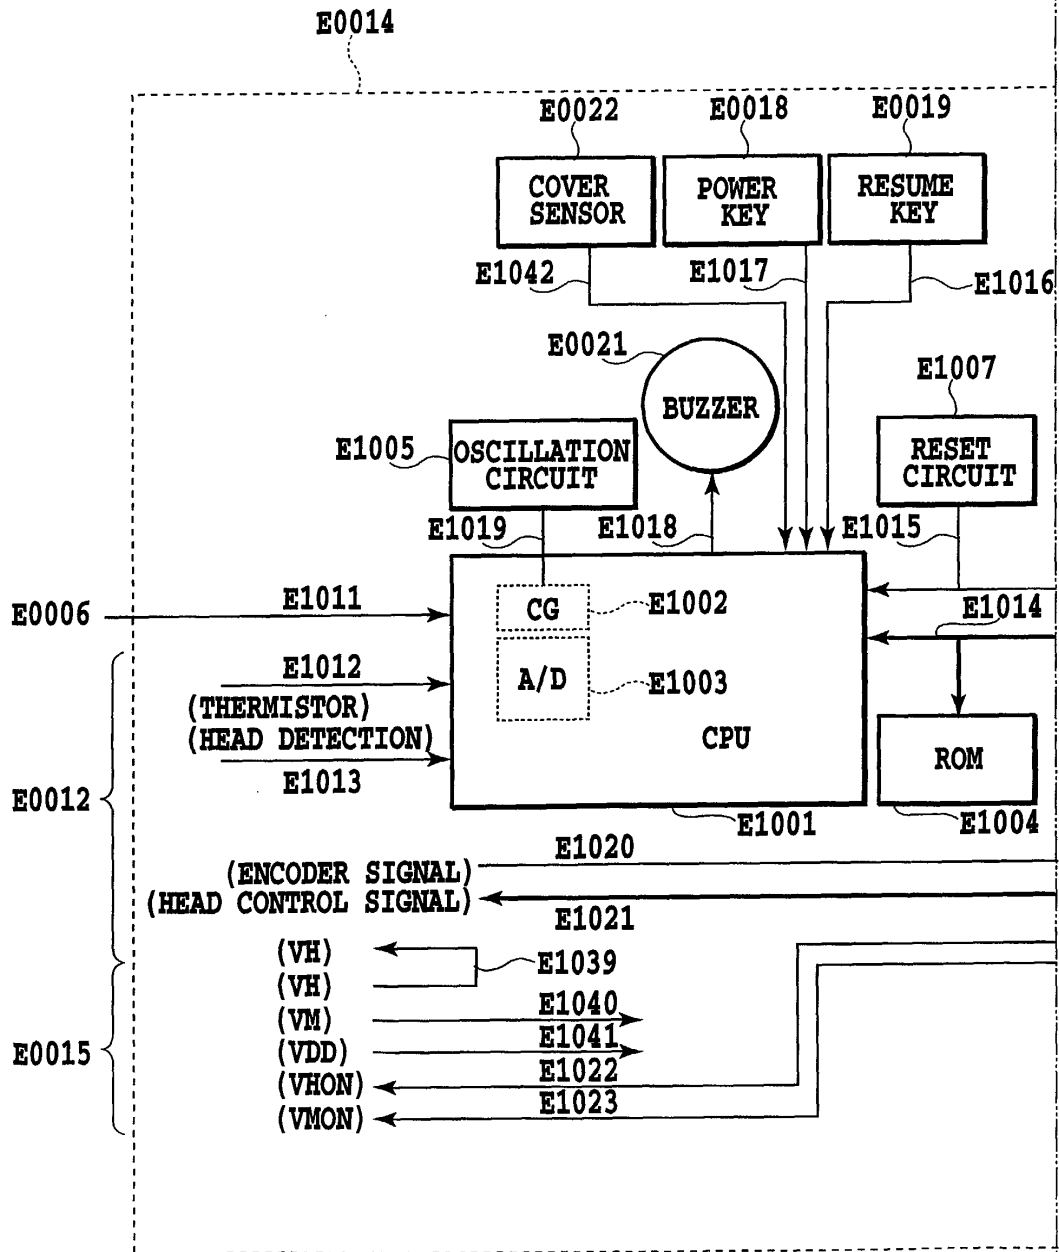 E0014
E0022
E0018
E0019
COVER
SENSOR
POWER
KEY
RESUME
KEY
E1042
E1017
E1016
E0021
BUZZER
E1007
E1005
OSCILLATION
CIRCUIT
RESET
CIRCUIT
E1019
E1018
E1015
E0006
E1011
CG
E1002
E1014
E1012
A/D
E1003
(THERMISTOR)
(HEAD DETECTION)
CPU
ROM
E1013
E0012
E1001
E1004
E1020
(ENCODER SIGNAL)
(HEAD CONTROL SIGNAL)
E1021
(VH)
E1039
(VH)
E1040
(VM)
E1041
E0015
(VDD)
E1022
(VHON)
E1023
(VMON)